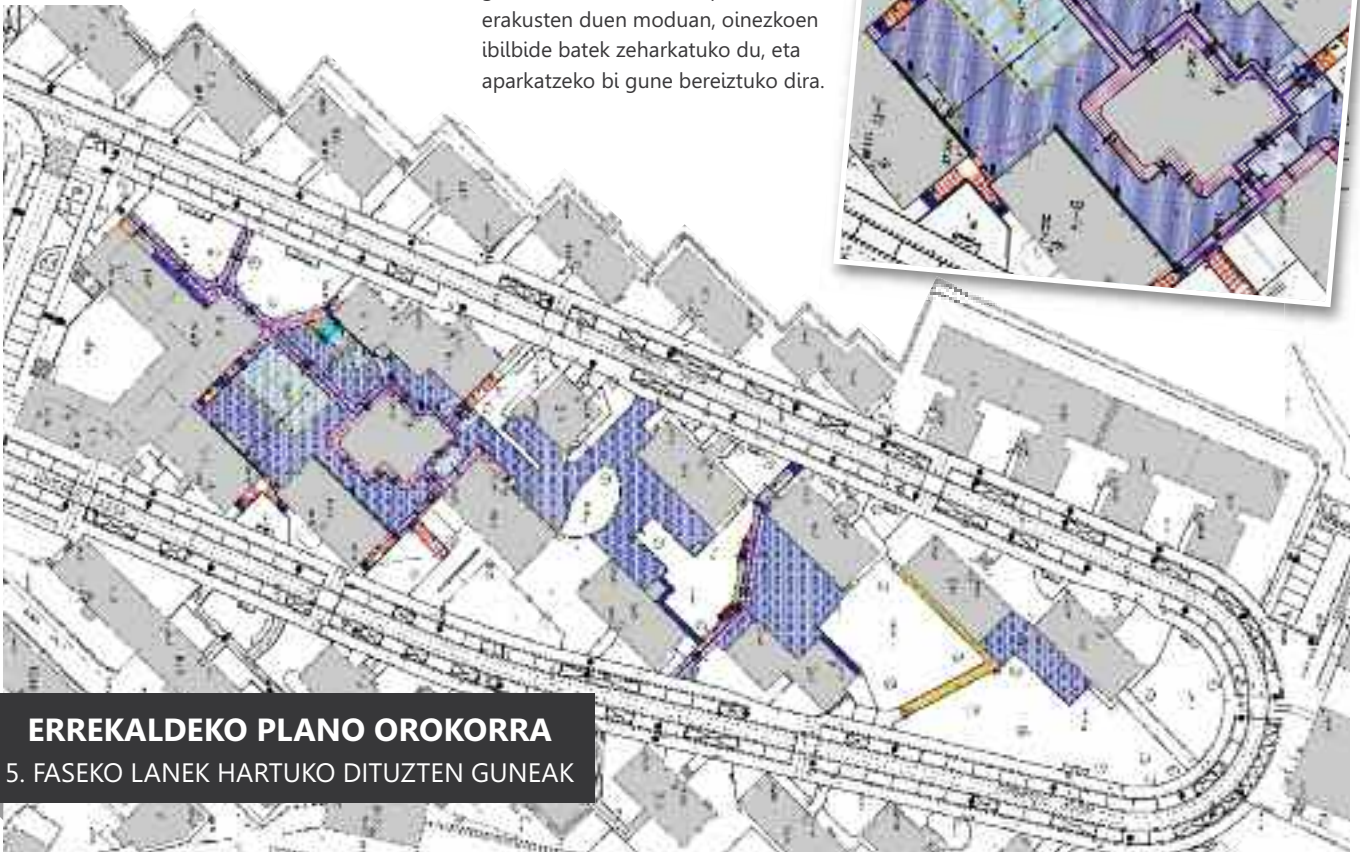 erakusten duen moduan, oinezkoen
ibilbide batek zeharkatuko du, eta
aparkatzeko bi gune bereiztuko dira.
ERREKALDEKO PLANO OROKORRA
5. FASEKO LANEK HARTUKO DITUZTEN GUNEAK